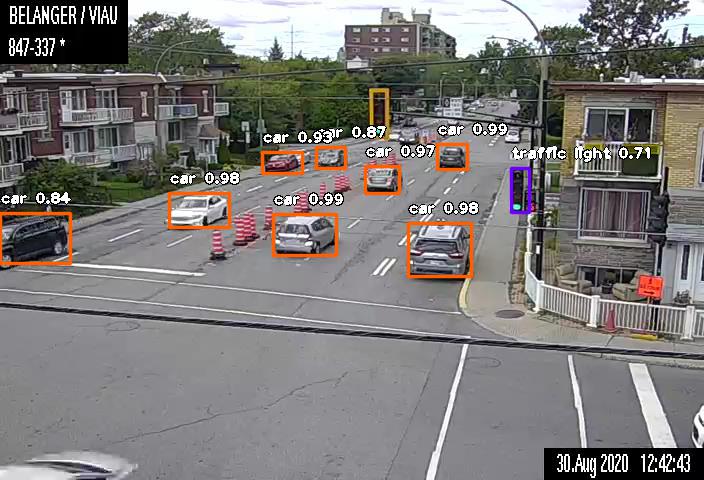 BELANGER / VIAU
847-337 *
car 0.93
car 0.87
car 0.99
car 0.97
traffic light 0.71
car 0.98
car 0.84
car 0.99
car 0.98
30.Aug 2020 12:42:43